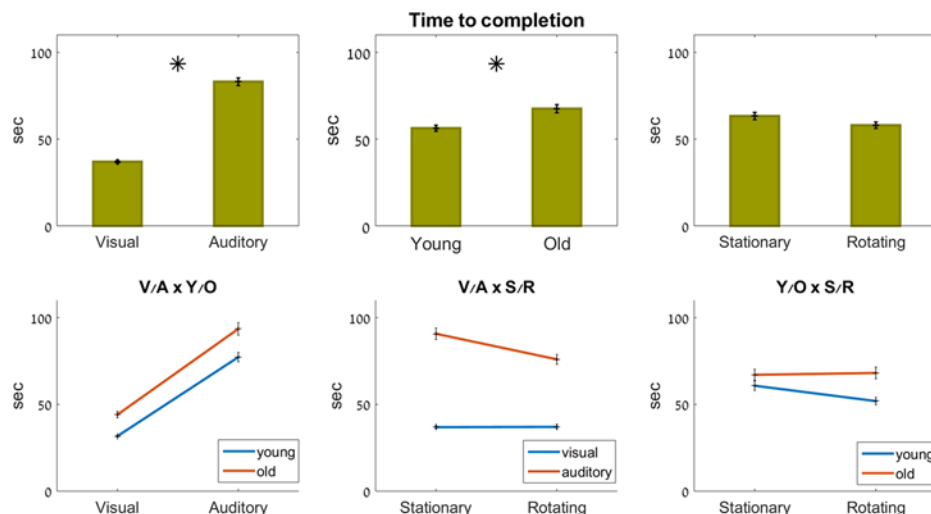 Time to completion
100
50
0
sec
*
Visual
Auditory
100
50
0
sec
*
Young
Old
100
50
0
sec
Stationary
Rotating
V/A x Y/O
100
50
0
sec
young
old
Visual
Auditory
V/A x S/R
100
50
0
sec
visual
auditory
Stationary
Rotating
Y/O x S/R
100
50
0
sec
young
old
Stationary
Rotating